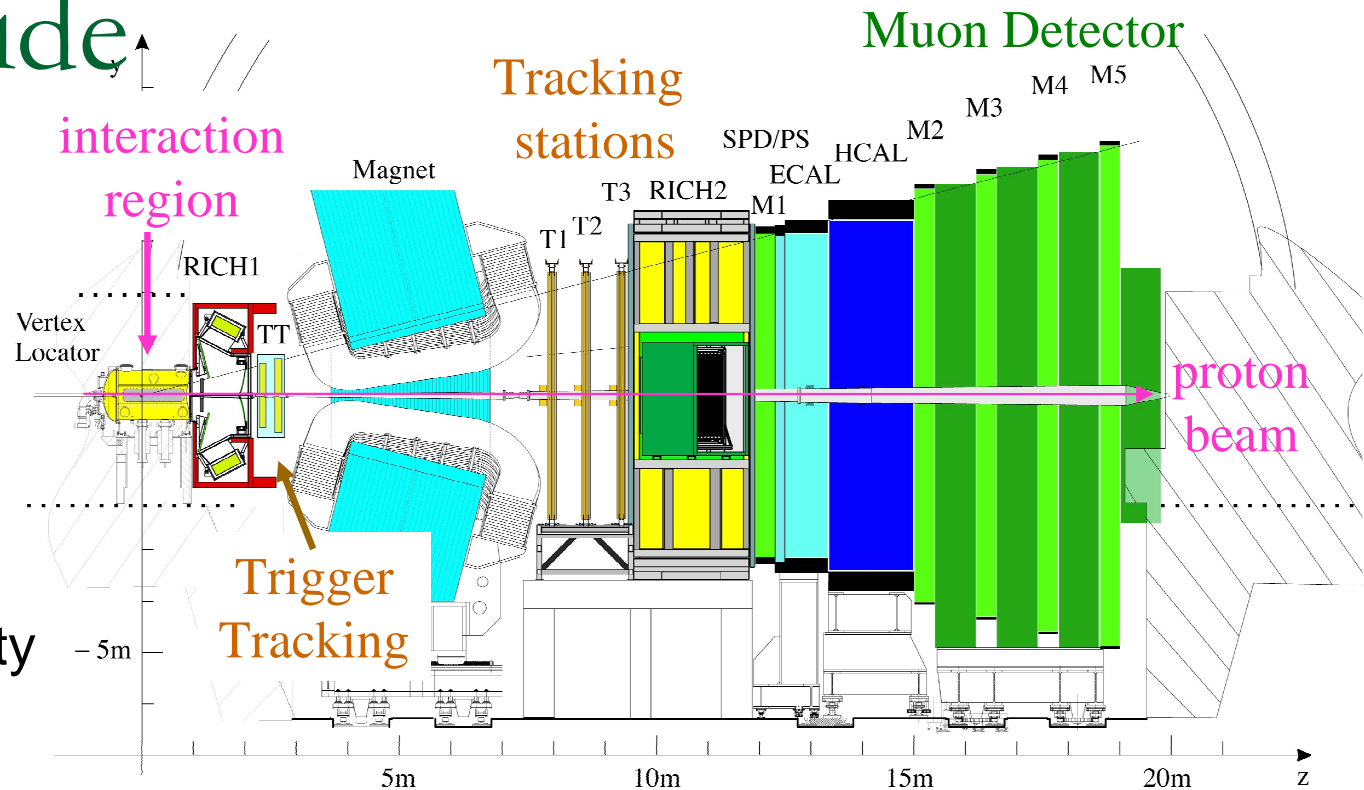 ide
Muon Detector
y
Tracking
stations
interaction
region
M5
M4
M3
M2
SPD/PS
HCAL
ECAL
Magnet
T3
RICH2
M1
T2
T1
RICH1
TT
Vertex
Locator
proton
beam
Trigger
Tracking
ty
– 5m
5m
10m
15m
20m
z